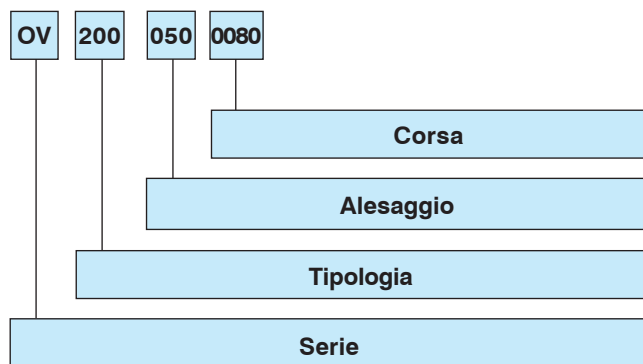 OV 200 050 0080
Corsa
Alesaggio
Tipologia
Serie